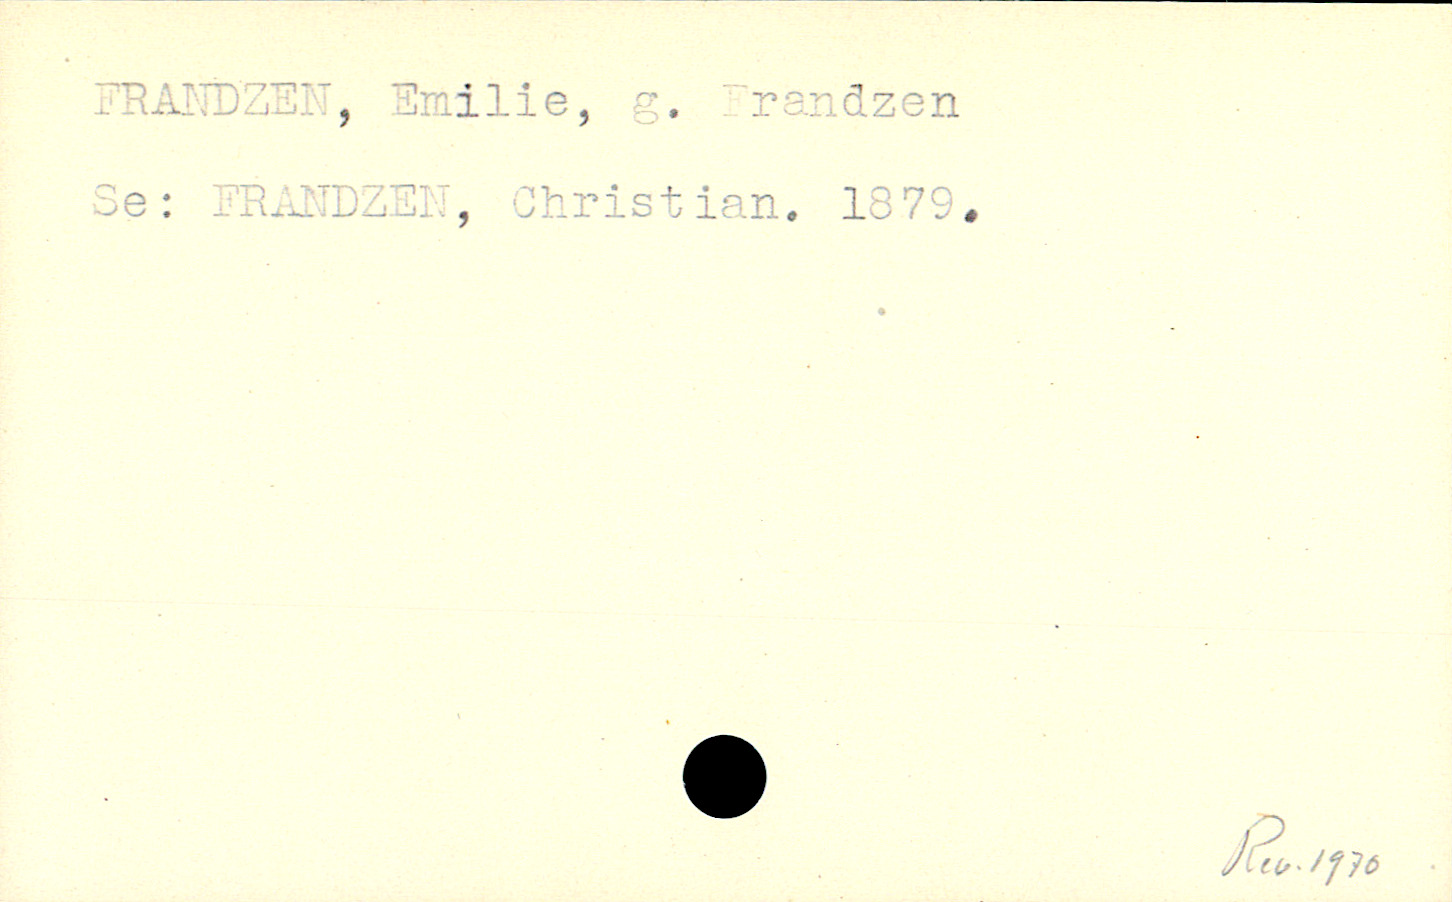 FRANDZEN, Emilie, g. Frandzen
Se: FRANDZEN, Christian. 1879.
Rev. 1970